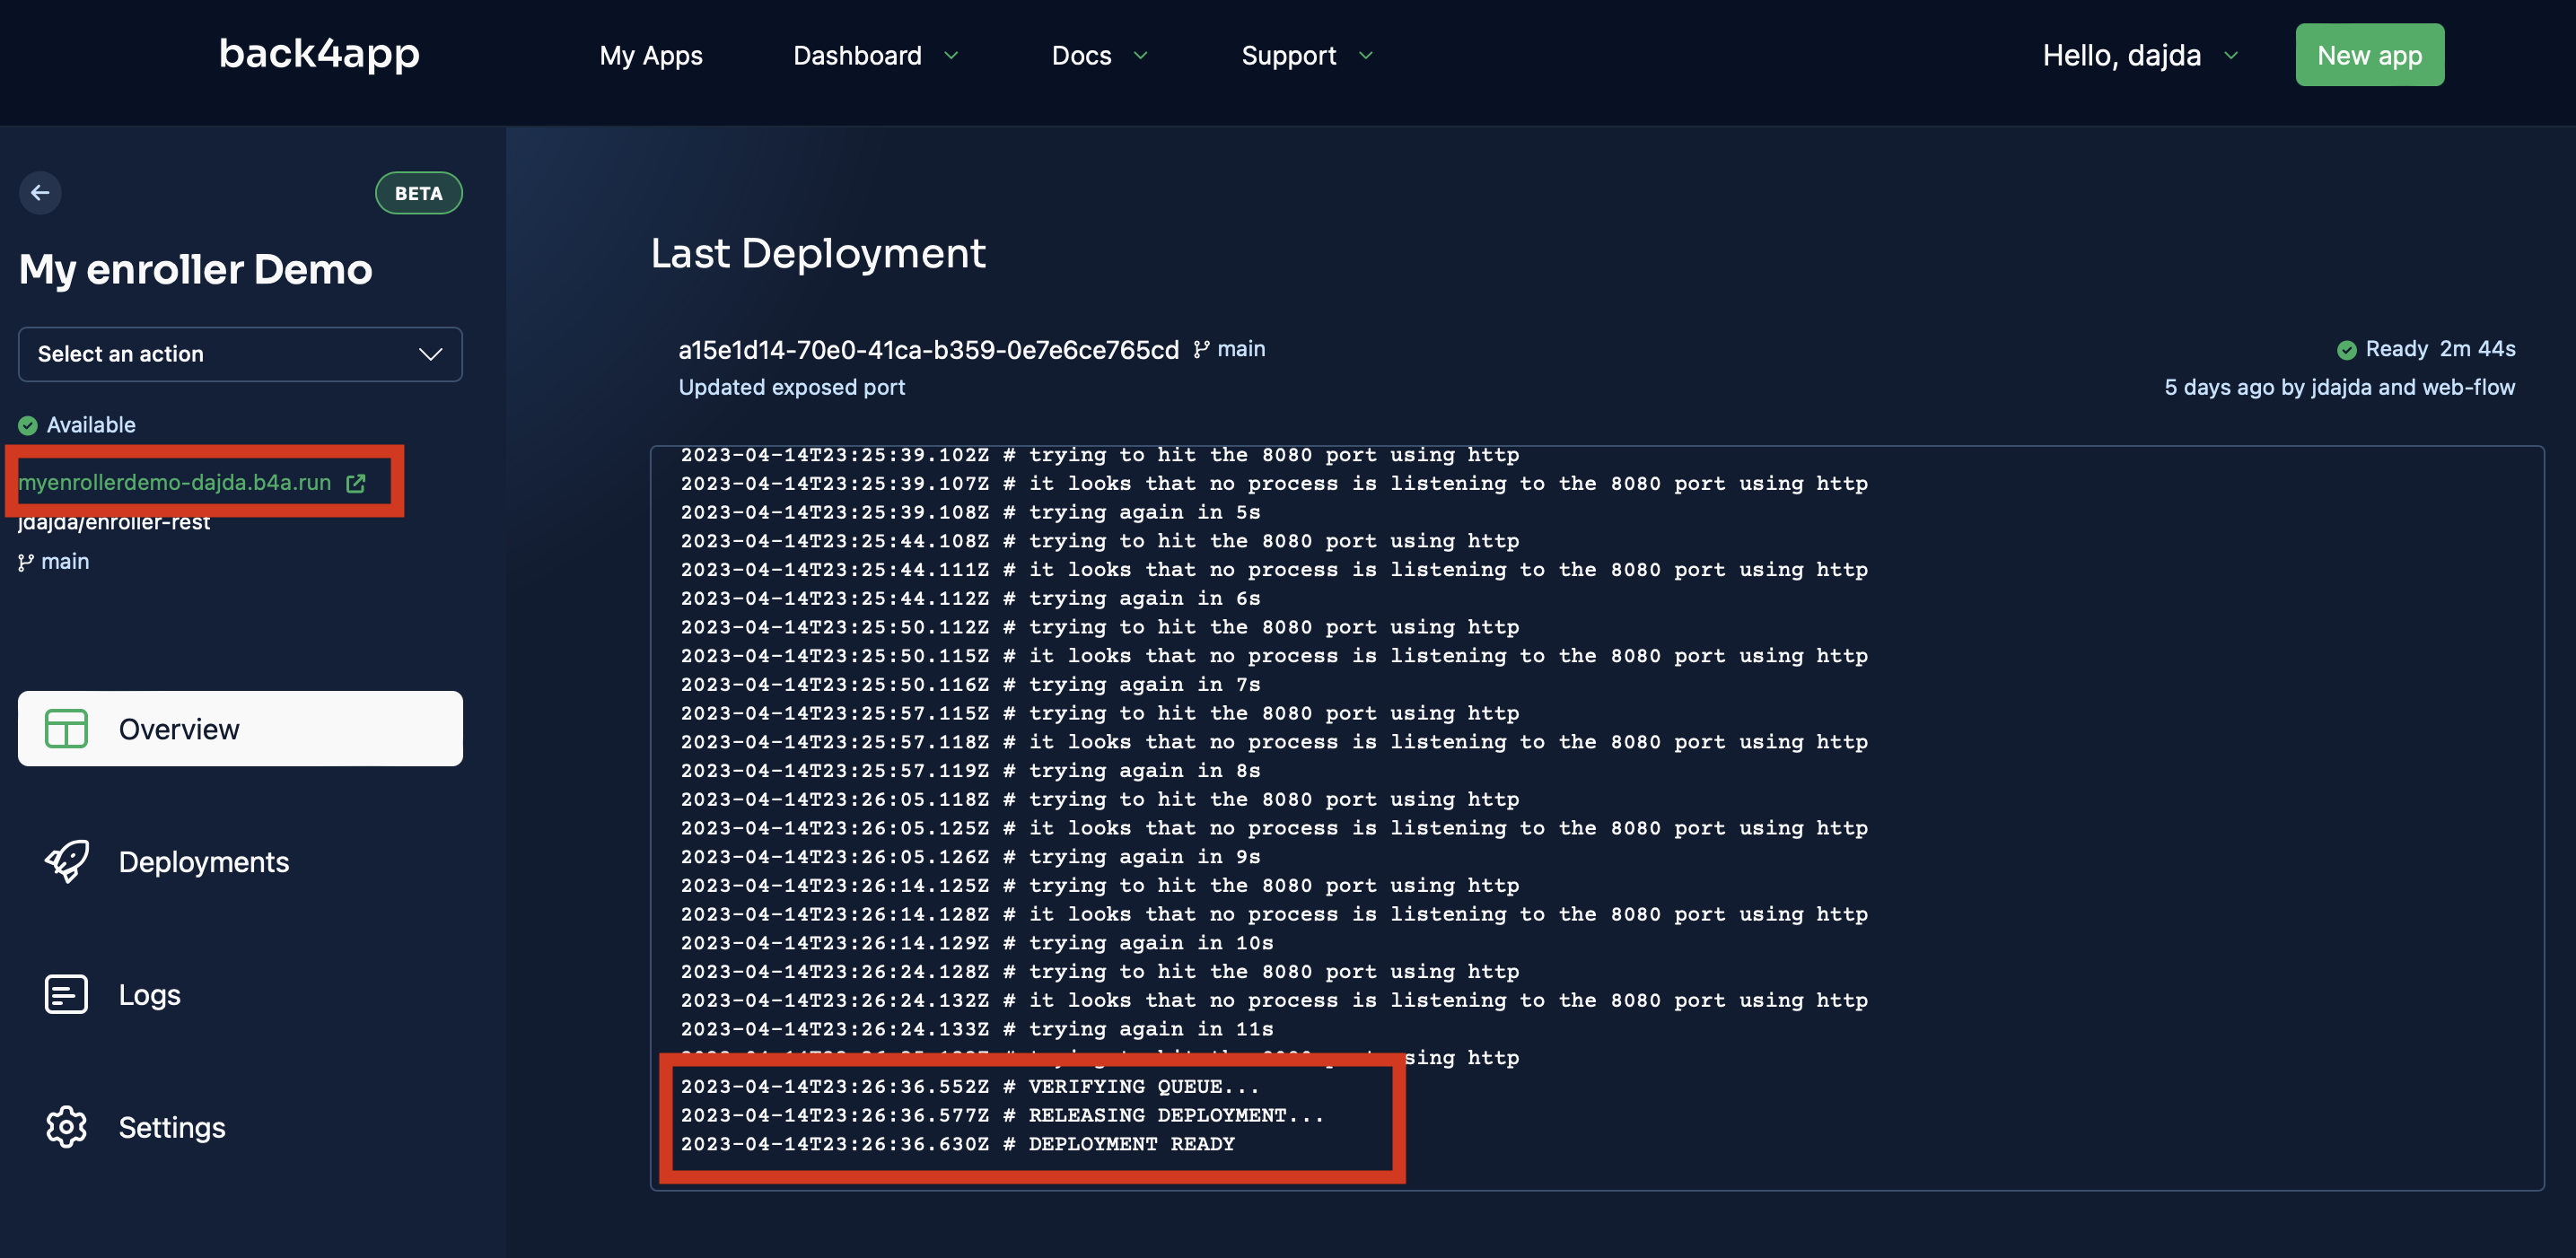 back4app My Apps Dashboard Docs Support Hello, dajda New app
BETA
My enroller Demo
Select an action
Available
myenrollerdemo-dajda.b4a.run
jdajda/enroller-rest
main
Overview
Deployments
Logs
Settings
Last Deployment
a15e1d14-70e0-41ca-b359-0e7e6ce765cd main
Ready 2m 44s
Updated exposed port
5 days ago by jdajda and web-flow
2023-04-14T23:25:39.102Z # trying to hit the 8080 port using http
2023-04-14T23:25:39.107Z # it looks that no process is listening to the 8080 port using http
2023-04-14T23:25:39.108Z # trying again in 5s
2023-04-14T23:25:44.108Z # trying to hit the 8080 port using http
2023-04-14T23:25:44.111Z # it looks that no process is listening to the 8080 port using http
2023-04-14T23:25:44.112Z # trying again in 6s
2023-04-14T23:25:50.112Z # trying to hit the 8080 port using http
2023-04-14T23:25:50.115Z # it looks that no process is listening to the 8080 port using http
2023-04-14T23:25:50.116Z # trying again in 7s
2023-04-14T23:25:57.115Z # trying to hit the 8080 port using http
2023-04-14T23:25:57.118Z # it looks that no process is listening to the 8080 port using http
2023-04-14T23:25:57.119Z # trying again in 8s
2023-04-14T23:26:05.118Z # trying to hit the 8080 port using http
2023-04-14T23:26:05.125Z # it looks that no process is listening to the 8080 port using http
2023-04-14T23:26:05.126Z # trying again in 9s
2023-04-14T23:26:14.125Z # trying to hit the 8080 port using http
2023-04-14T23:26:14.128Z # it looks that no process is listening to the 8080 port using http
2023-04-14T23:26:14.129Z # trying again in 10s
2023-04-14T23:26:24.128Z # trying to hit the 8080 port using http
2023-04-14T23:26:24.132Z # it looks that no process is listening to the 8080 port using http
2023-04-14T23:26:24.133Z # trying again in 11s
http
2023-04-14T23:26:36.552Z # VERIFYING QUEUE...
2023-04-14T23:26:36.577Z # RELEASING DEPLOYMENT...
2023-04-14T23:26:36.630Z # DEPLOYMENT READY